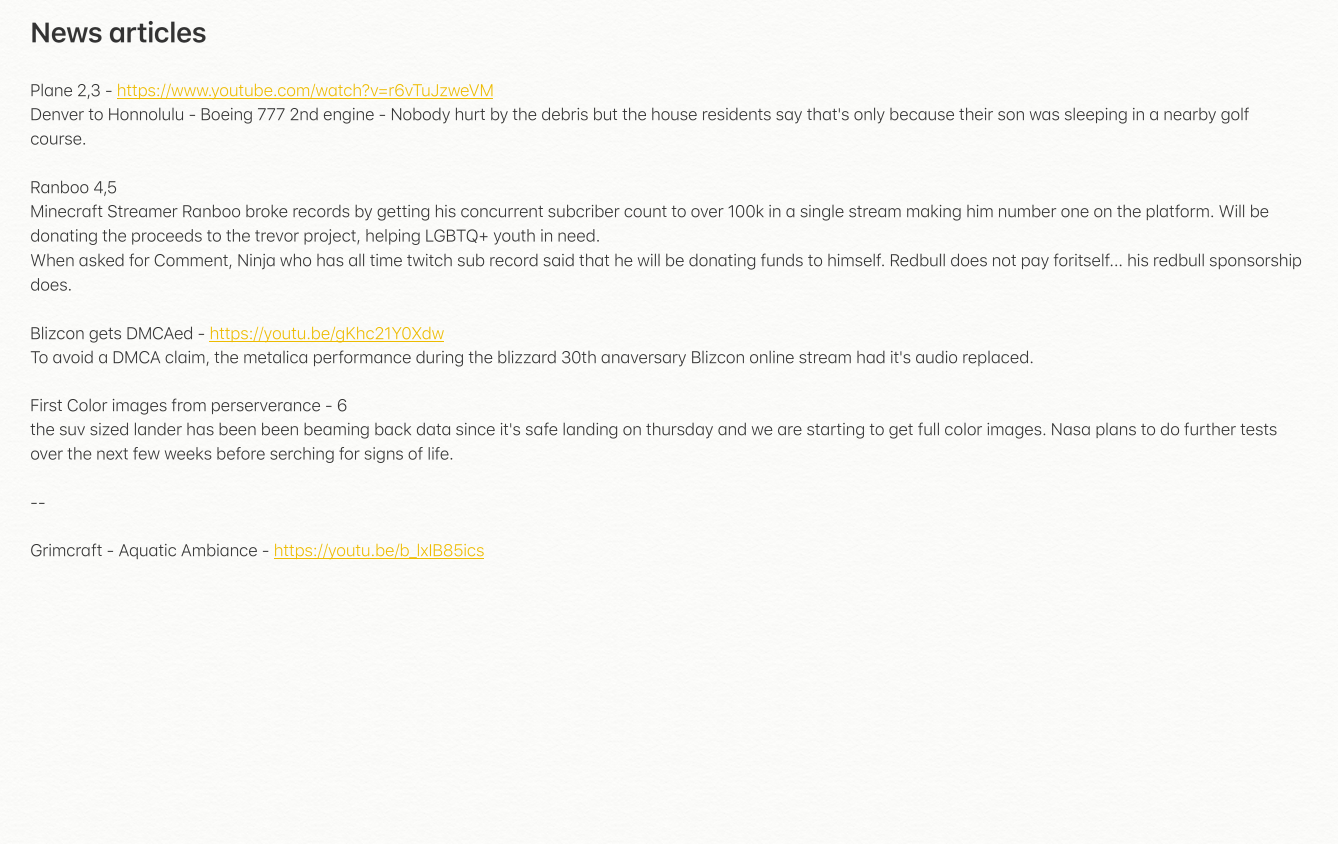 News articles
Plane 2,3 - https://www.youtube.com/watch?v=r6vTuJzweVM
Denver to Honnolulu - Boeing 777 2nd engine - Nobody hurt by the debris but the house residents say that's only because their son was sleeping in a nearby golf
course.
Ranboo 4,5
Minecraft Streamer Ranboo broke records by getting his concurrent subcriber count to over 100k in a single stream making him number one on the platform. Will be
donating the proceeds to the trevor project, helping LGBTQ+ youth in need.
When asked for Comment, Ninja who has all time twitch sub record said that he will be donating funds to himself. Redbull does not pay foritself... his redbull sponsorship
does.
Blizcon gets DMCAed - https://youtu.be/gKhc21Y0Xdw
To avoid a DMCA claim, the metalica performance during the blizzard 30th anaversary Blizcon online stream had it's audio replaced.
First Color images from perserverance - 6
the suv sized lander has been been beaming back data since it's safe landing on thursday and we are starting to get full color images. Nasa plans to do further tests
over the next few weeks before serching for signs of life.
--
Grimcraft - Aquatic Ambiance - https://youtu.be/b_IxIB85ics